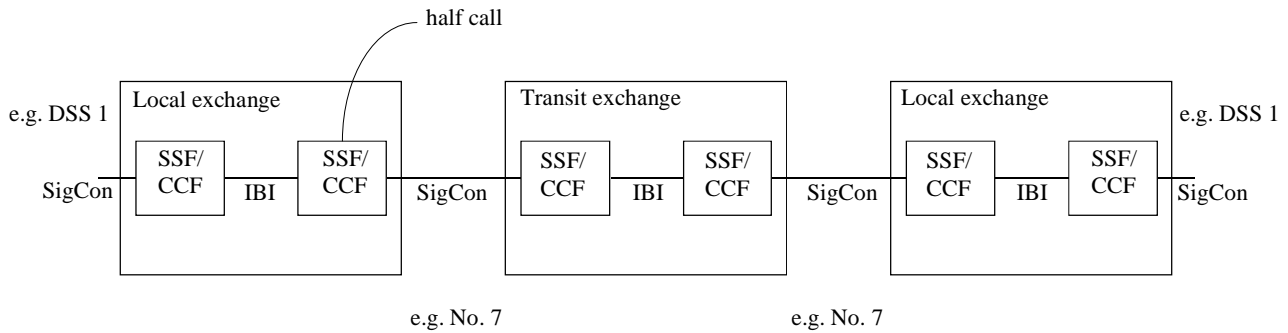 half call
e.g. DSS 1
Local exchange
Transit exchange
Local exchange
e.g. DSS 1
SSF/
CCF
SSF/
CCF
SSF/
CCF
SSF/
CCF
SSF/
CCF
SSF/
CCF
SigCon
IBI
SigCon
IBI
SigCon
IBI
SigCon
e.g. No. 7
e.g. No. 7